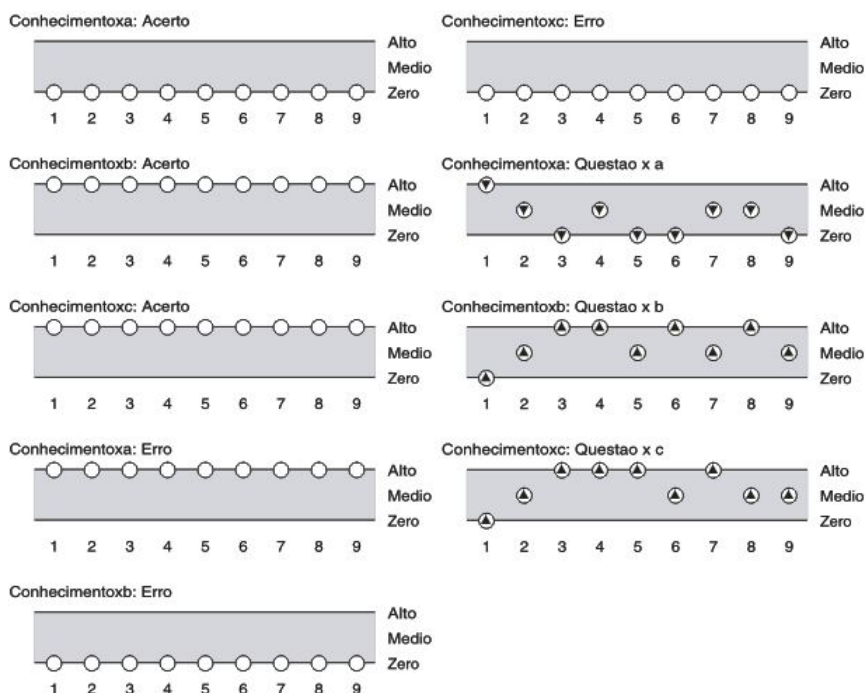 Conhecimentoxa: Acerto
Alto
Medio
Zero
1 2 3 4 5 6 7 8 9
Conhecimentoxb: Acerto
Alto
Medio
Zero
1 2 3 4 5 6 7 8 9
Conhecimentoxc: Acerto
Alto
Medio
Zero
1 2 3 4 5 6 7 8 9
Conhecimentoxa: Erro
Alto
Medio
Zero
1 2 3 4 5 6 7 8 9
Conhecimentoxb: Erro
Alto
Medio
Zero
1 2 3 4 5 6 7 8 9
Conhecimentoxc: Erro
Alto
Medio
Zero
1 2 3 4 5 6 7 8 9
Conhecimentoxa: Questao x a
Alto
Medio
Zero
1 2 3 4 5 6 7 8 9
Conhecimentoxb: Questao x b
Alto
Medio
Zero
1 2 3 4 5 6 7 8 9
Conhecimentoxc: Questao x c
Alto
Medio
Zero
1 2 3 4 5 6 7 8 9